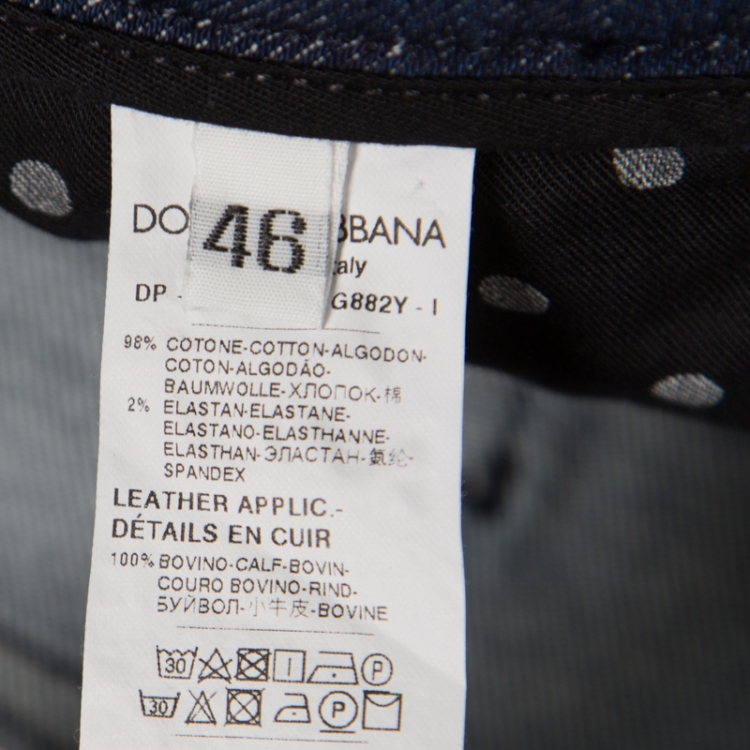 46
DO BBANA
aly
DP - G882Y - I
98% COTONE-COTTON-ALGODON-
COTON-ALGODÃO-
BAUMWOLLE-ХЛОПОК-棉
2% ELASTAN-ELASTANE-
ELASTANO-ELASTHANNE-
ELASTHAN-ЭЛАСТАН-氨纶-
SPANDEX
LEATHER APPLIC.-
DÉTAILS EN CUIR
100% BOVINO-CALF-BOVIN-
COURO BOVINO-RIND-
БУЙВОЛ-小牛皮-BOVINE
30 P
30 P